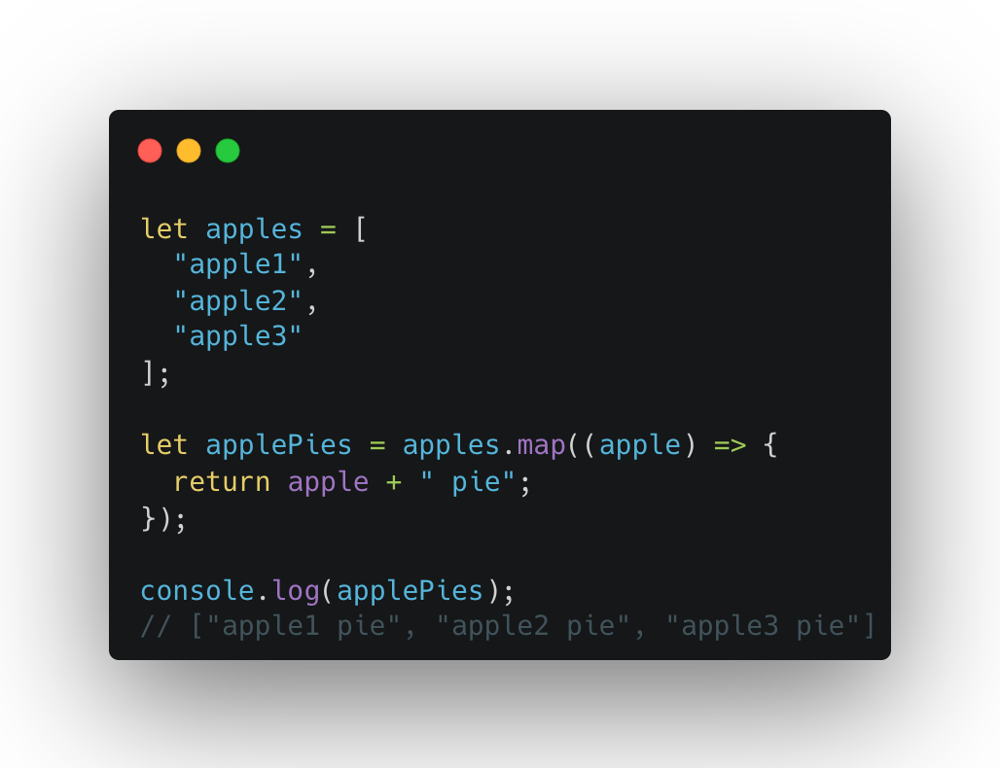 let apples = [
  "apple1",
  "apple2",
  "apple3"
];

let applePies = apples.map((apple) => {
  return apple + " pie";
});

console.log(applePies);
// ["apple1 pie", "apple2 pie", "apple3 pie"]